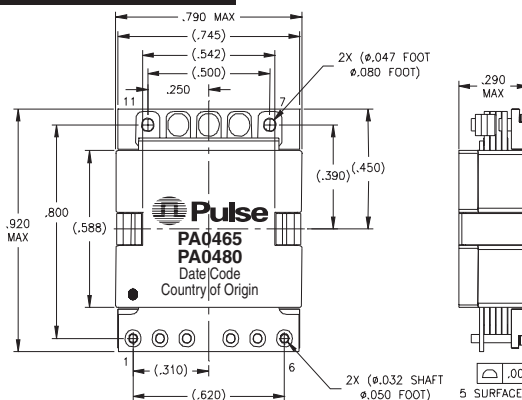 .790 MAX
(.745)
(.542)
(.500)
.250
2X (ø.047 FOOT
ø.080 FOOT)
.290
MAX
11
7
.920
MAX
.800
(.588)
(.390)
(.450)
Pulse
PA0465
PA0480
Date Code
Country of Origin
1
6
(.310)
(.620)
2X (ø.032 SHAFT
ø.050 FOOT)
5 SURFACE